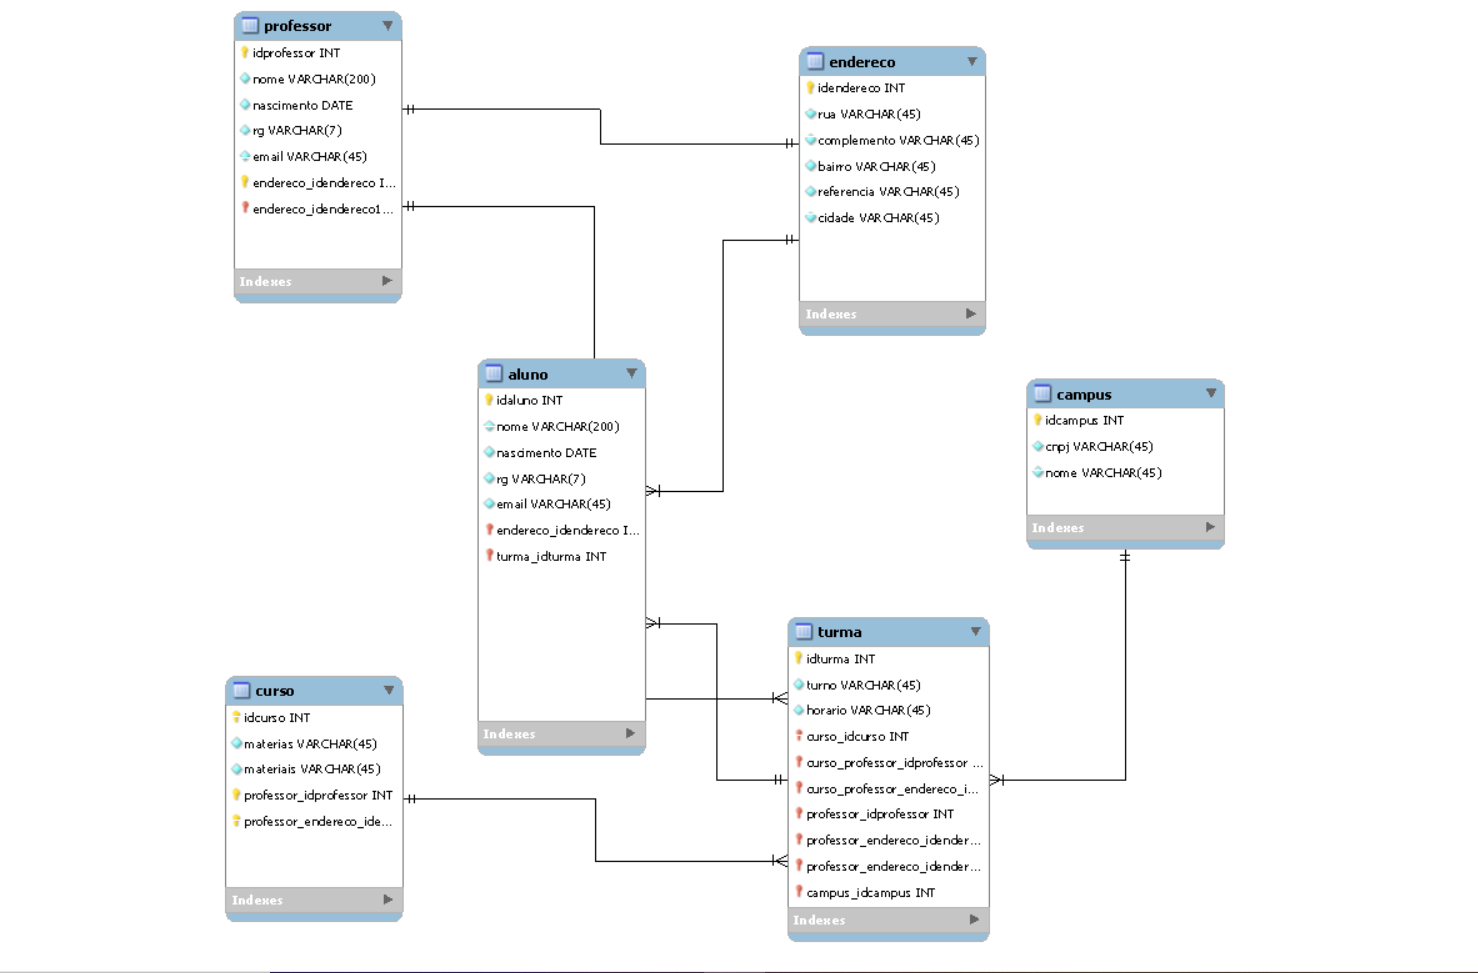 professor
idprofessor INT
nome VARCHAR(200)
nascimento DATE
rg VARCHAR(7)
email VARCHAR(45)
endereco_idendereco I...
endereco_idendereco1...
Indexes
endereco
idendereco INT
rua VARCHAR(45)
complemento VARCHAR(45)
bairro VARCHAR(45)
referencia VARCHAR(45)
cidade VARCHAR(45)
Indexes
aluno
idaluno INT
nome VARCHAR(200)
nascimento DATE
rg VARCHAR(7)
email VARCHAR(45)
endereco_idendereco I...
turma_idturma INT
Indexes
campus
idcampus INT
cnpj VARCHAR(45)
nome VARCHAR(45)
Indexes
curso
idcurso INT
materias VARCHAR(45)
materiais VARCHAR(45)
professor_idprofessor INT
professor_endereco_ide...
Indexes
turma
idturma INT
turno VARCHAR(45)
horario VARCHAR(45)
curso_idcurso INT
curso_professor_idprofessor ...
curso_professor_endereco_i...
professor_idprofessor INT
professor_endereco_idender...
professor_endereco_idender...
campus_idcampus INT
Indexes